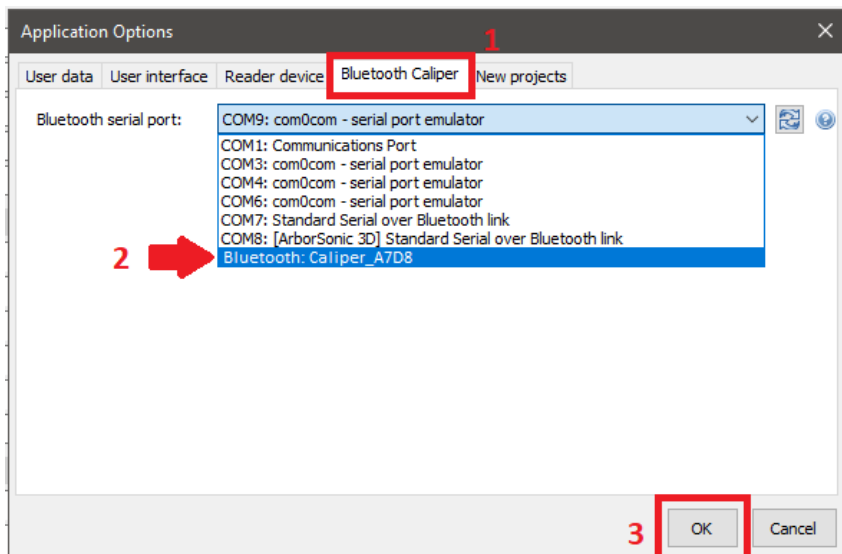 Application Options
1
User data User interface Reader device Bluetooth Caliper New projects
Bluetooth serial port: COM9: com0com - serial port emulator
COM1: Communications Port
COM3: com0com - serial port emulator
COM4: com0com - serial port emulator
COM6: com0com - serial port emulator
COM7: Standard Serial over Bluetooth link
COM8: [ArborSonic 3D] Standard Serial over Bluetooth link
2 Bluetooth: Caliper_A7D8
3 OK Cancel